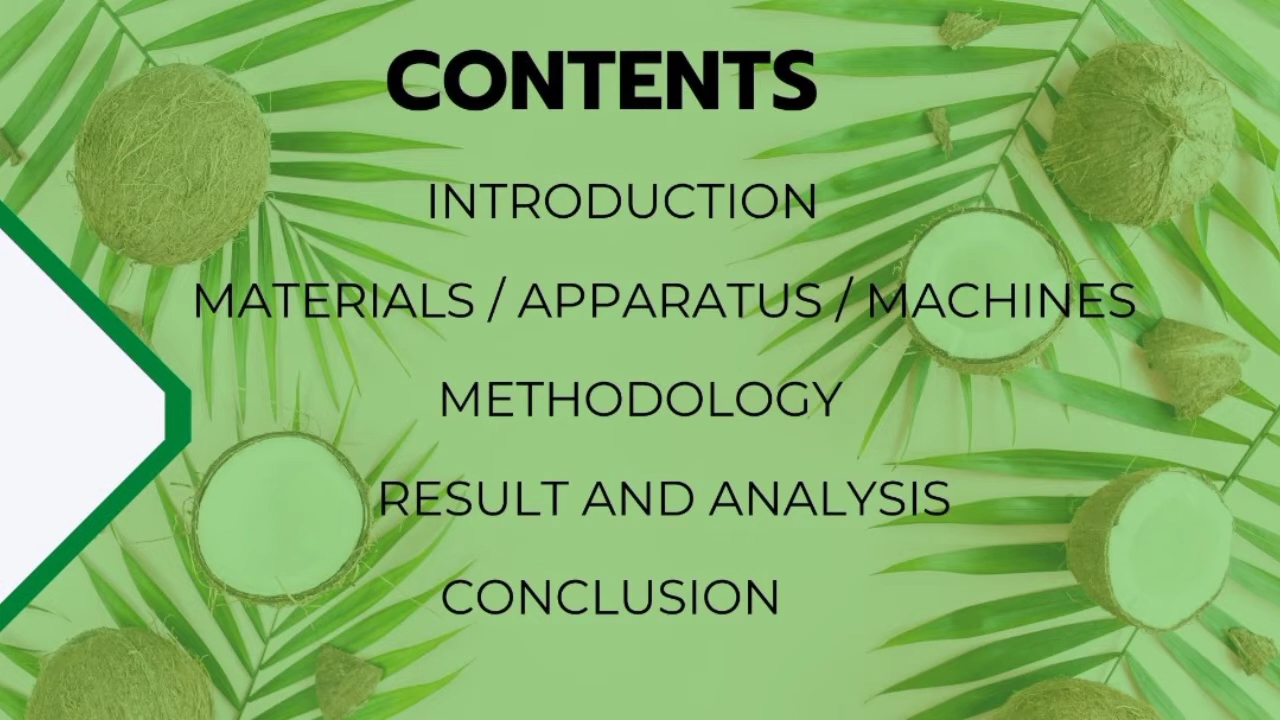 CONTENTS
INTRODUCTION
MATERIALS / APPARATUS / MACHINES
METHODOLOGY
RESULT AND ANALYSIS
CONCLUSION